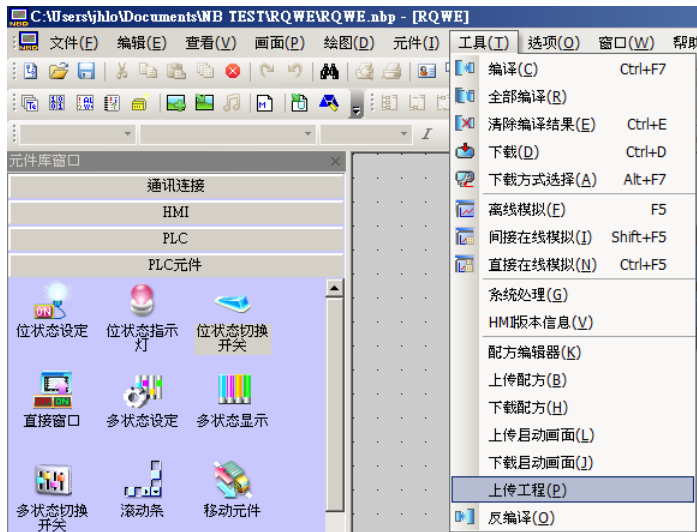 C:\Users\jhlo\Documents\NB TEST\RQWE\RQWE.nbp - [RQWE]
文件(F) 编辑(E) 查看(V) 画面(P) 绘图(D) 元件(I) 工具(T) 选项(O) 窗口(W) 帮助
编译(C) Ctrl+F7
全部编译(R)
清除编译结果(E) Ctrl+E
下载(D) Ctrl+D
下载方式选择(A) Alt+F7
离线模拟(F) F5
间接在线模拟(I) Shift+F5
直接在线模拟(N) Ctrl+F5
系统处理(G)
HMI版本信息(V)
配方编辑器(K)
上传配方(B)
下载配方(H)
上传启动画面(L)
下载启动画面(J)
上传工程(P)
反编译(O)
元件库窗口
通讯连接
HMI
PLC
PLC元件
位状态设定 位状态指示灯 位状态切换开关
直接窗口 多状态设定 多状态显示
多状态切换开关 滚动条 移动元件